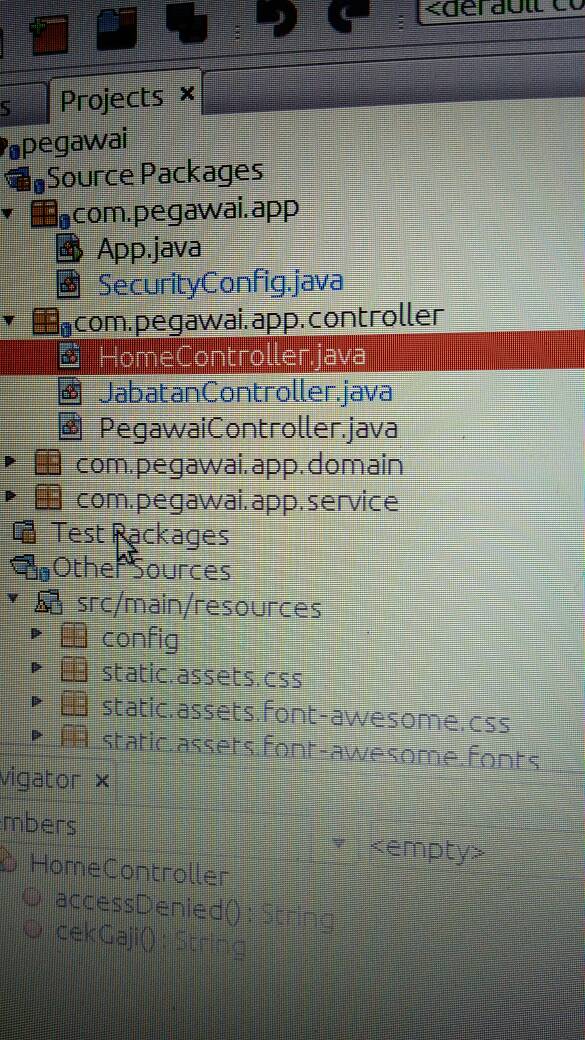 <default co
s Projects ×
pegawai
Source Packages
com.pegawai.app
App.java
SecurityConfig.java
com.pegawai.app.controller
HomeController.java
JabatanController.java
PegawaiController.java
com.pegawai.app.domain
com.pegawai.app.service
Test Packages
Other Sources
src/main/resources
config
static.assets.css
static.assets.font-awesome.css
static.assets.font-awesome.fonts
vigator ×
mbers <empty>
HomeController
accessDenied() : String
cekGaji() : String